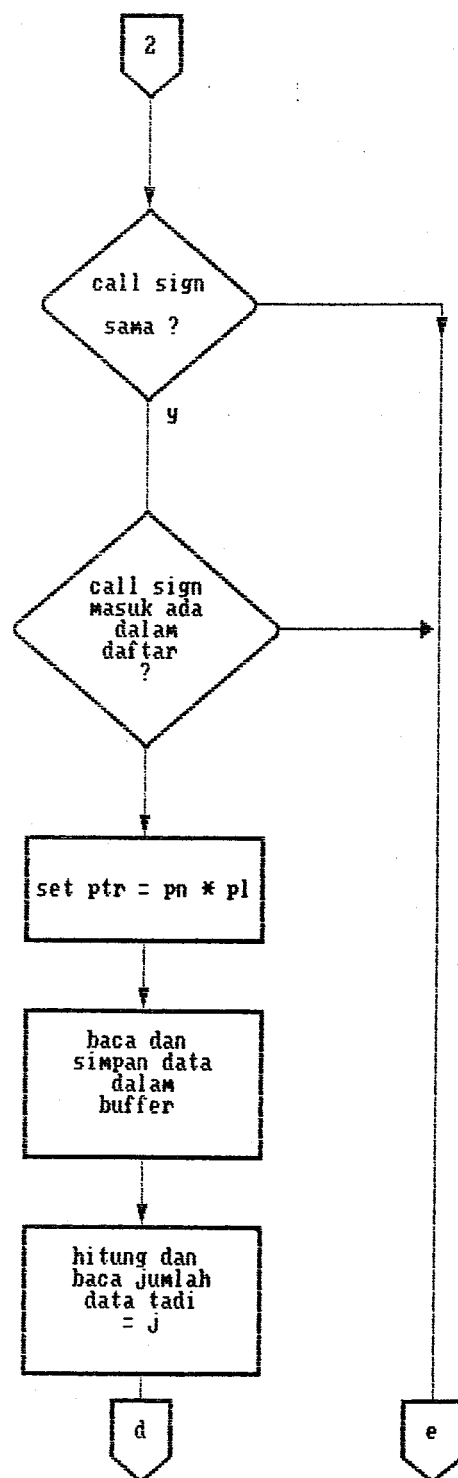 2
call sign
sama ?
y
call sign
masuk ada
dalam
daftar
?
set ptr = pn * pl
baca dan
simpan data
dalam
buffer
hitung dan
baca jumlah
data tadi
= j
d
e